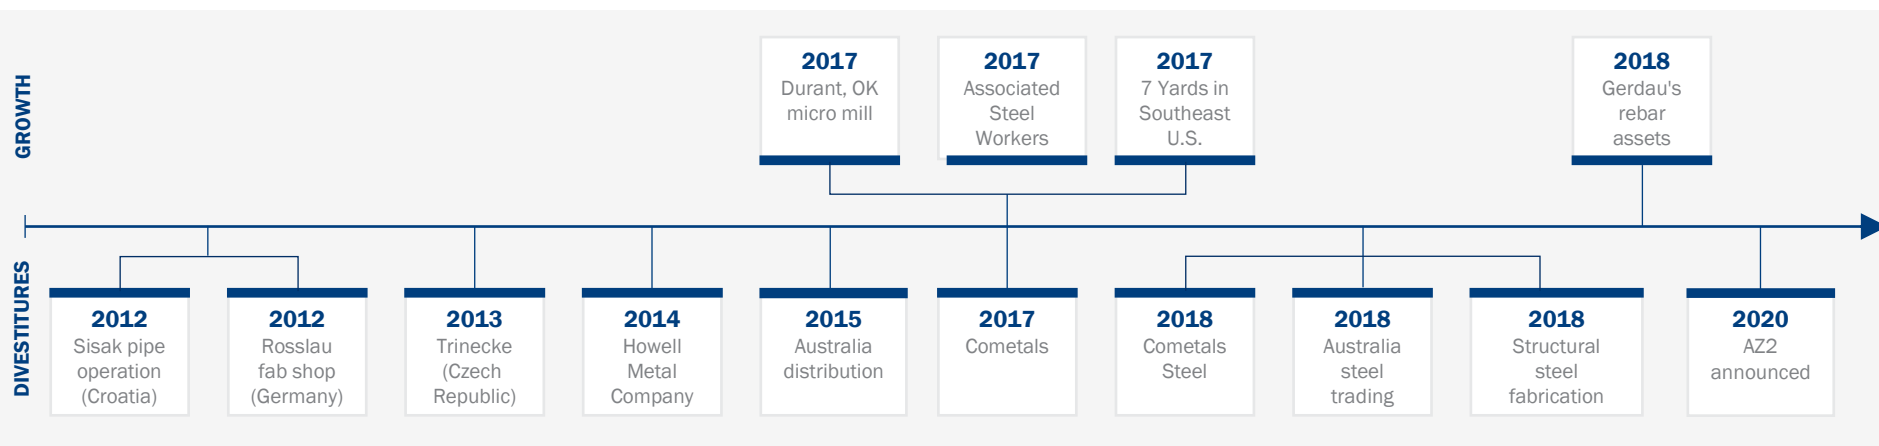 GROWTH
2017
Durant, OK
micro mill
2017
Associated
Steel
Workers
2017
7 Yards in
Southeast
U.S.
2018
Gerdau's
rebar
assets
DIVESTITURES
2012
Sisak pipe
operation
(Croatia)
2012
Rosslau
fab shop
(Germany)
2013
Trinecke
(Czech
Republic)
2014
Howell
Metal
Company
2015
Australia
distribution
2017
Cometals
2018
Cometals
Steel
2018
Australia
steel
trading
2018
Structural
steel
fabrication
2020
AZ2
announced